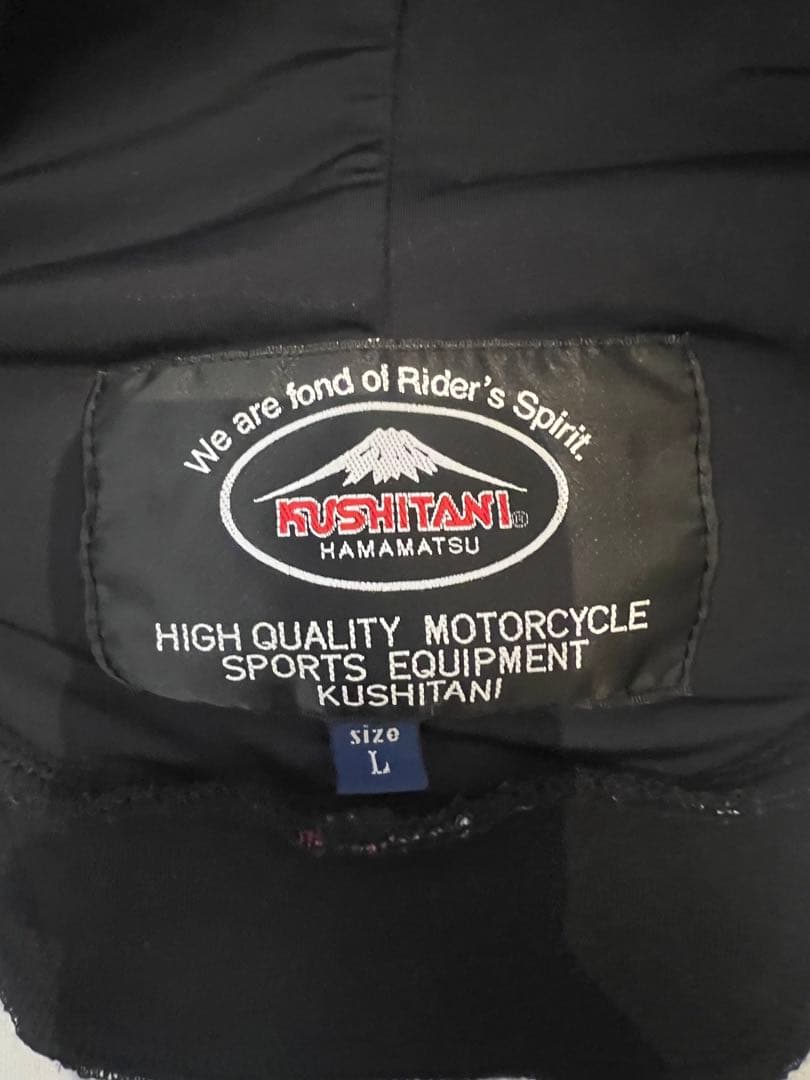 We are fond of Rider's Spirit.
KUSHITANI®
HAMAMATSU
HIGH QUALITY MOTORCYCLE
SPORTS EQUIPMENT
KUSHITANI
size
L